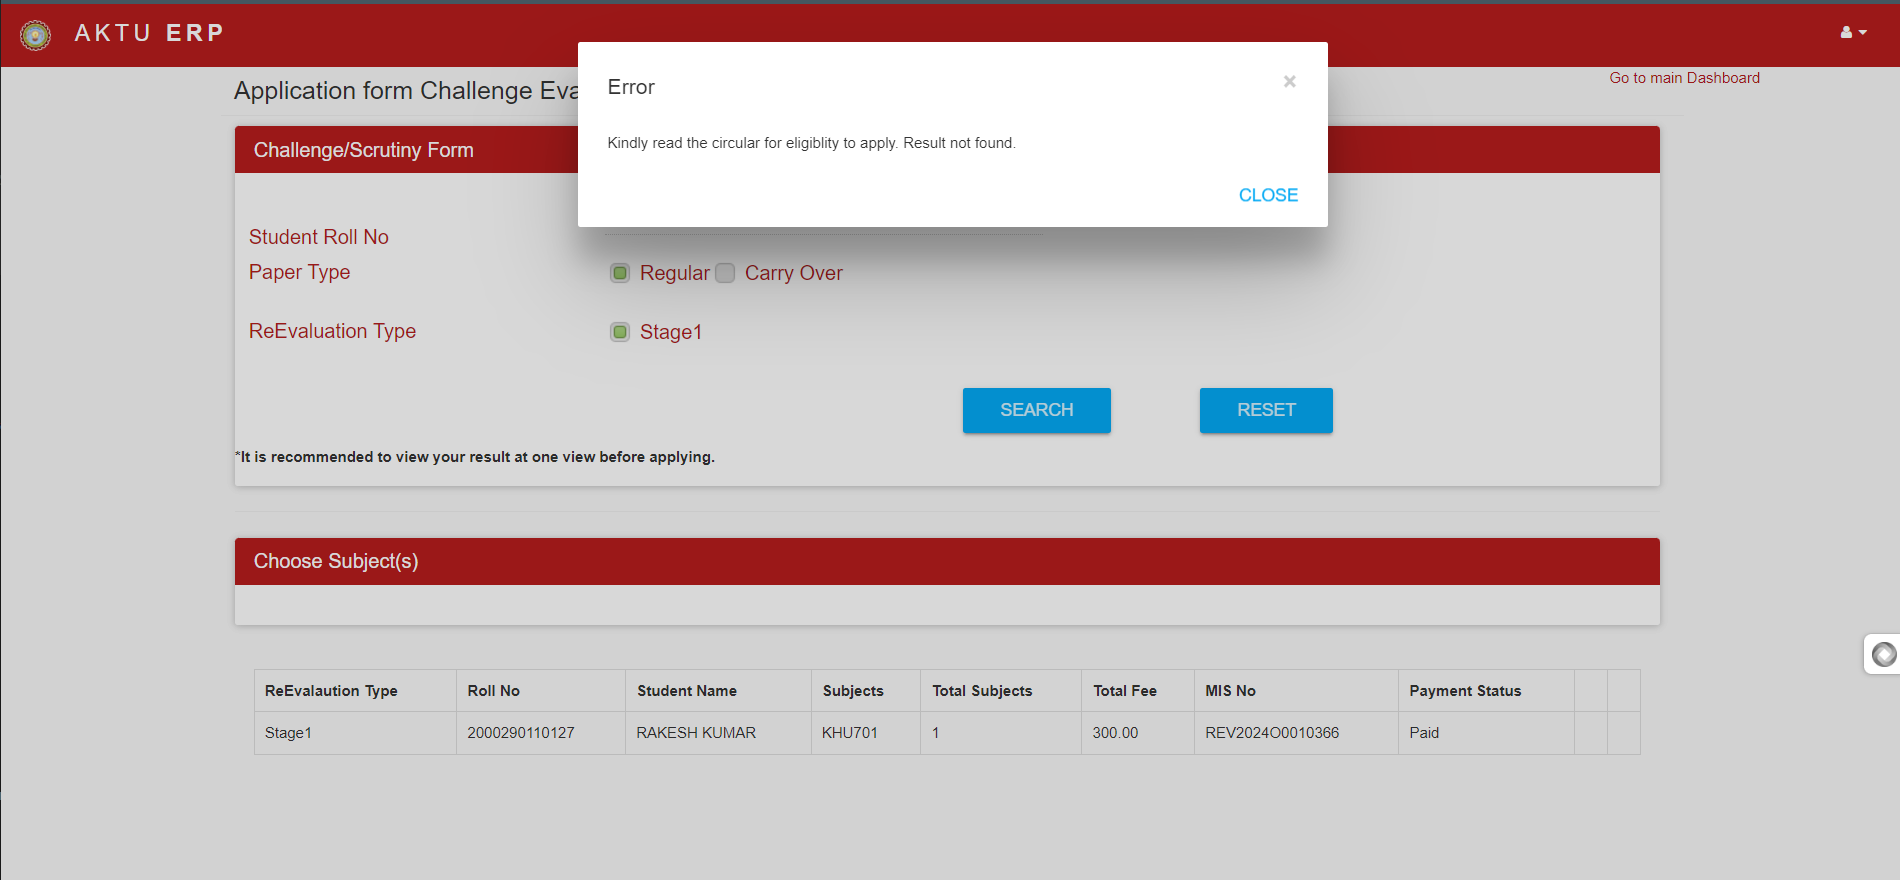 AKTU ERP
Go to main Dashboard
Application form Challenge Eva
Error
×
Kindly read the circular for eligiblity to apply. Result not found.
CLOSE
Challenge/Scrutiny Form
Student Roll No
Paper Type
Regular Carry Over
ReEvaluation Type
Stage1
SEARCH RESET
*It is recommended to view your result at one view before applying.
Choose Subject(s)
ReEvalaution Type Roll No Student Name Subjects Total Subjects Total Fee MIS No Payment Status
Stage1 2000290110127 RAKESH KUMAR KHU701 1 300.00 REV2024O0010366 Paid